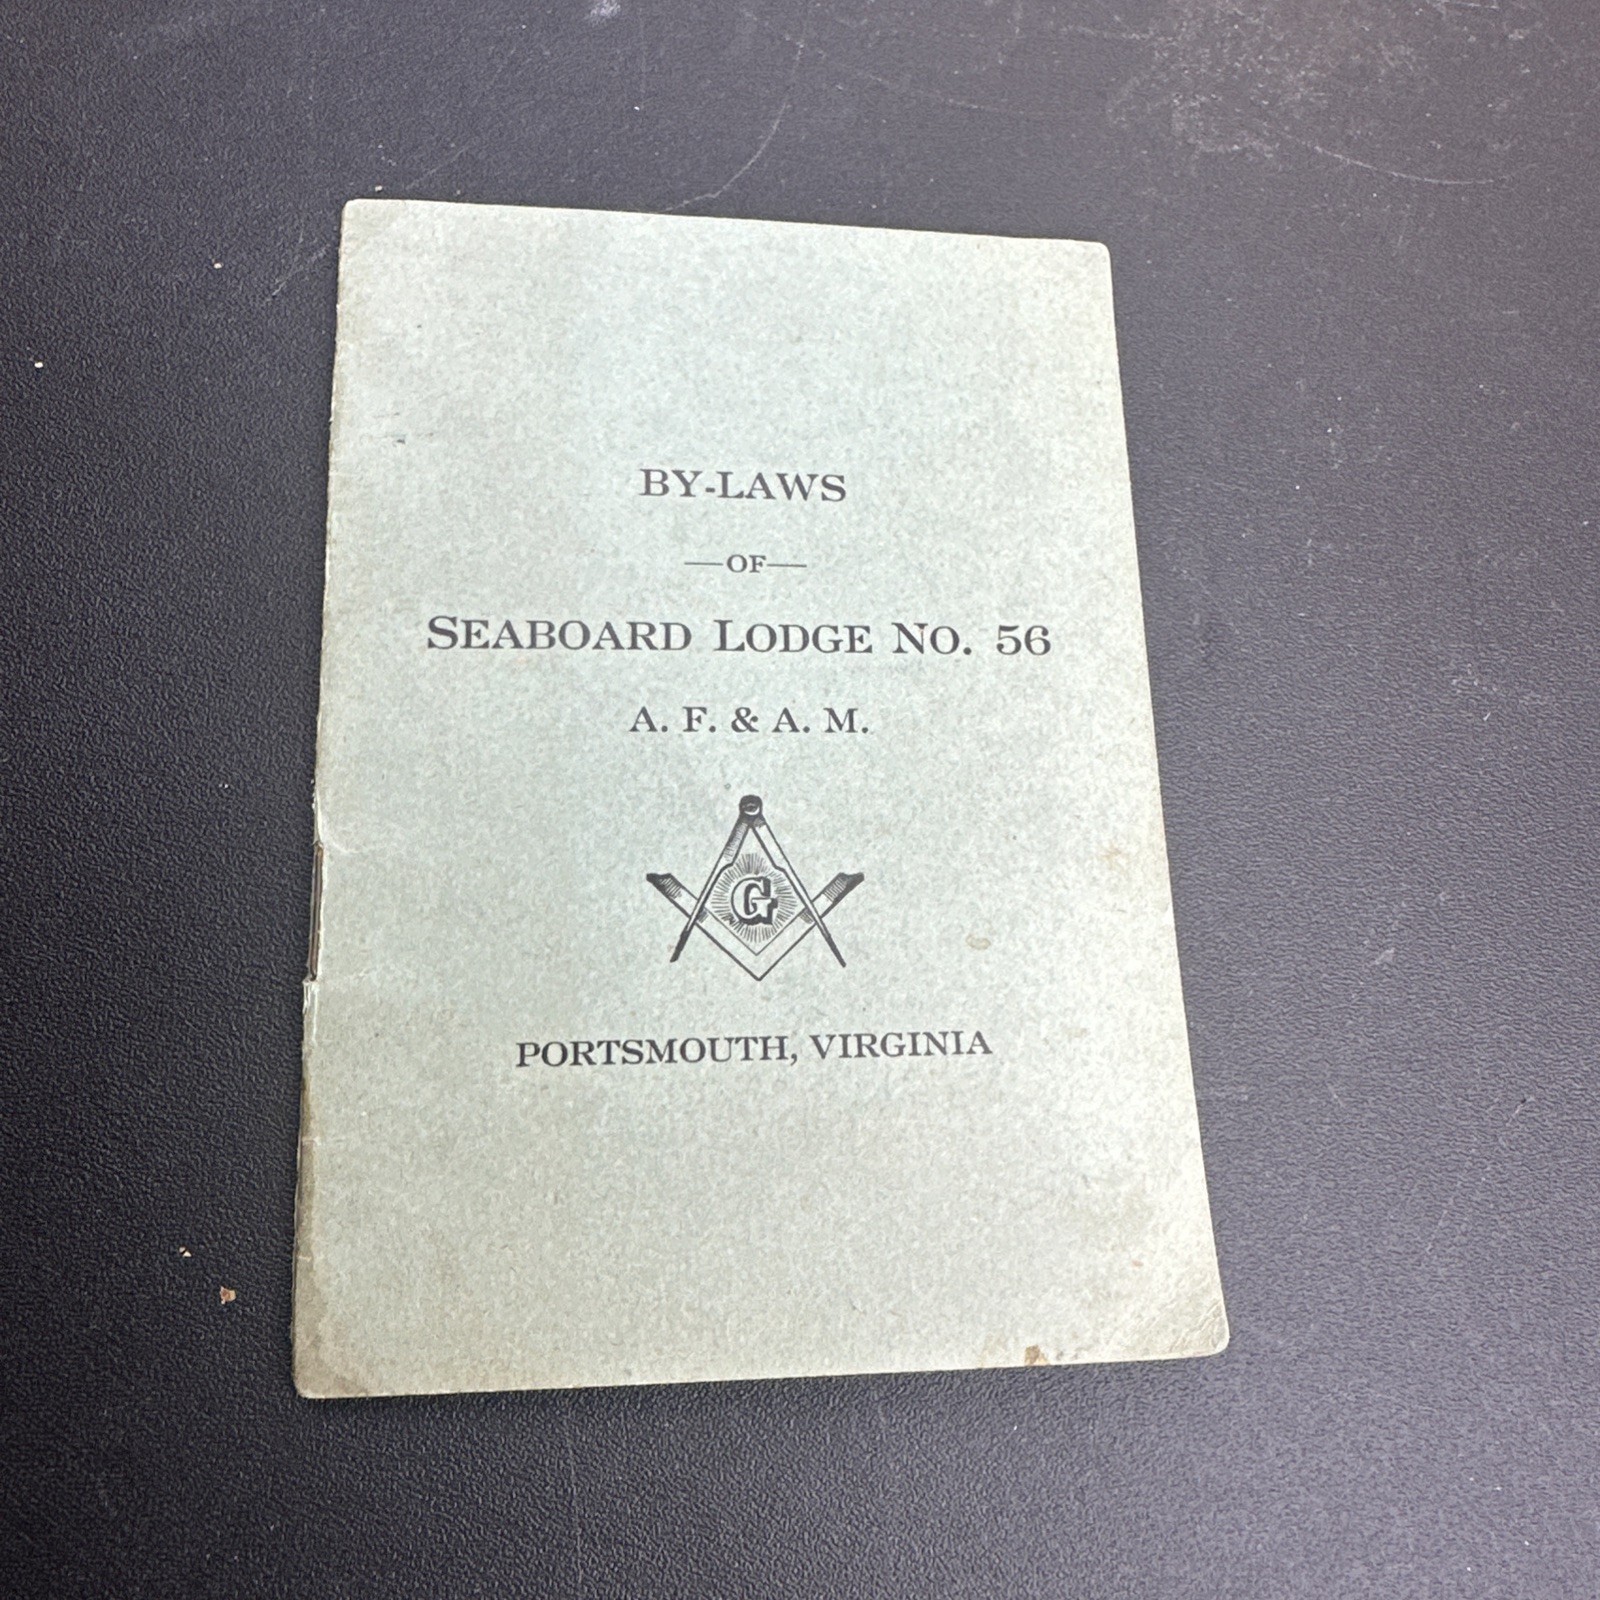 BY-LAWS
—OF—
SEABOARD LODGE NO. 56
A. F. & A. M.
G
PORTSMOUTH, VIRGINIA